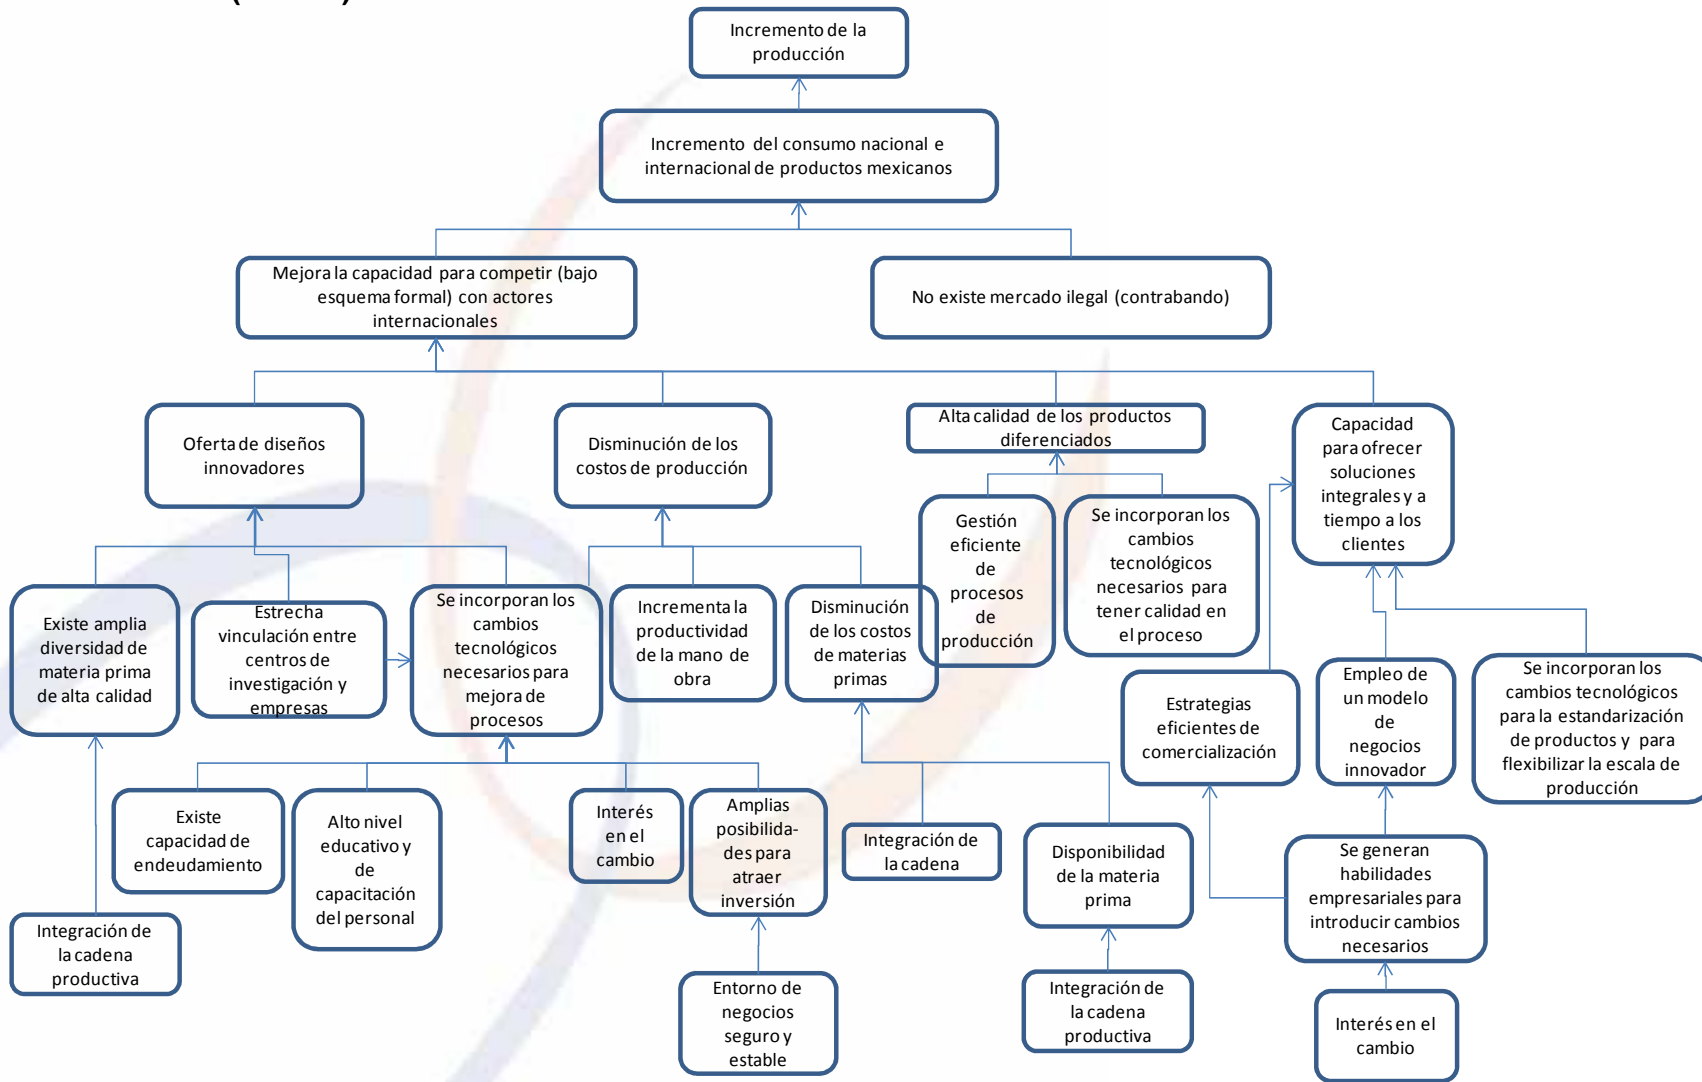 Incremento de la
producción
Incremento del consumo nacional e
internacional de productos mexicanos
Mejora la capacidad para competir (bajo
esquema formal) con actores
internacionales
No existe mercado ilegal (contrabando)
Oferta de diseños
innovadores
Disminución de los
costos de producción
Alta calidad de los productos
diferenciados
Capacidad
para ofrecer
soluciones
integrales y a
tiempo a los
clientes
Gestión
eficiente
de
procesos
de
producción
Se incorporan los
cambios
tecnológicos
necesarios para
tener calidad en
el proceso
Existe amplia
diversidad de
materia prima
de alta calidad
Estrecha
vinculación entre
centros de
investigación y
empresas
Se incorporan los
cambios
tecnológicos
necesarios para
mejora de
procesos
Incrementa la
productividad
de la mano de
obra
Disminución
de los costos
de materias
primas
Estrategias
eficientes de
comercialización
Empleo de
un modelo
de
negocios
innovador
Se incorporan los
cambios tecnológicos
para la estandarización
de productos y para
flexibilizar la escala de
producción
Existe
capacidad de
endeudamiento
Alto nivel
educativo y
de
capacitación
del personal
Interés
en el
cambio
Amplias
posibilida-
des para
atraer
inversión
Integración de
la cadena
Disponibilidad
de la materia
prima
Se generan
habilidades
empresariales para
introducir cambios
necesarios
Integración de
la cadena
productiva
Entorno de
negocios
seguro y
estable
Integración de
la cadena
productiva
Interés en el
cambio